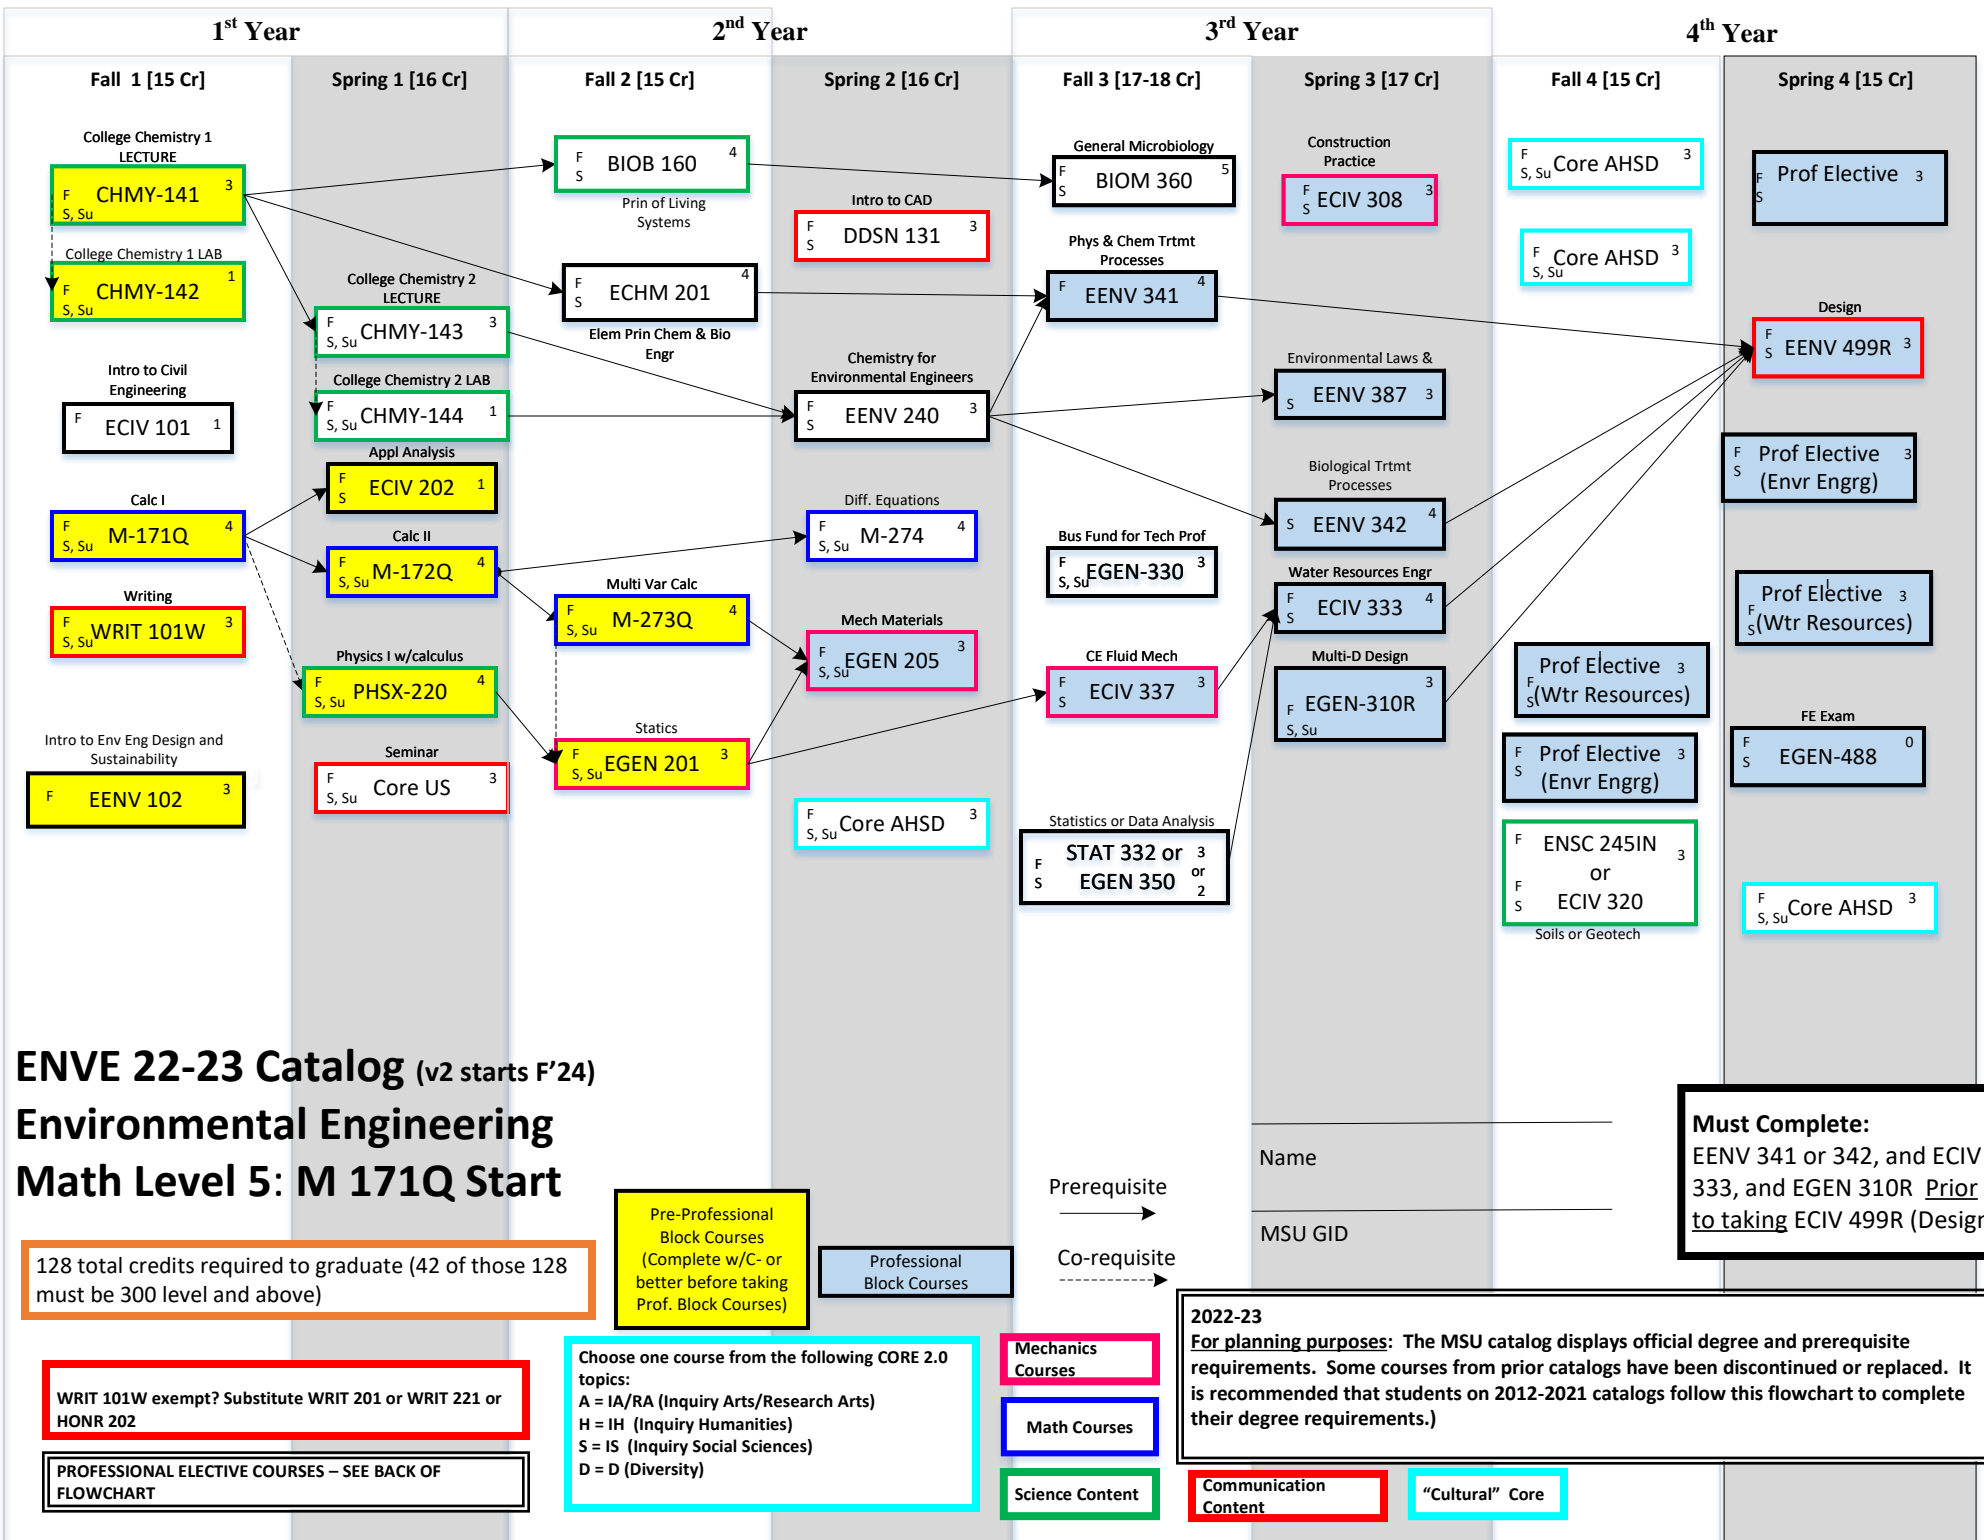 1st Year
2nd Year
3rd Year
4th Year
Fall 1 [15 Cr]
Spring 1 [16 Cr]
Fall 2 [15 Cr]
Spring 2 [16 Cr]
Fall 3 [17-18 Cr]
Spring 3 [17 Cr]
Fall 4 [15 Cr]
Spring 4 [15 Cr]
College Chemistry 1
LECTURE
F
S, Su
CHMY-141
3
College Chemistry 1 LAB
F
S, Su
CHMY-142
1
Intro to Civil
Engineering
F
ECIV 101
1
Calc I
F
S, Su
M-171Q
4
Writing
F
S, Su
WRIT 101W
3
Intro to Env Eng Design and
Sustainability
F
EENV 102
3
College Chemistry 2
LECTURE
F
S, Su
CHMY-143
3
College Chemistry 2 LAB
F
S, Su
CHMY-144
1
Appl Analysis
F
S
ECIV 202
1
Calc II
F
S, Su
M-172Q
4
Physics I w/calculus
F
S, Su
PHSX-220
4
Seminar
F
S, Su
Core US
3
F
S
BIOB 160
4
Prin of Living
Systems
F
S
ECHM 201
4
Elem Prin Chem & Bio
Engr
Multi Var Calc
F
S, Su
M-273Q
4
Statics
F
S, Su
EGEN 201
3
Intro to CAD
F
S
DDSN 131
3
Chemistry for
Environmental Engineers
F
S
EENV 240
3
Diff. Equations
F
S, Su
M-274
4
Mech Materials
F
S, Su
EGEN 205
3
F
S, Su
Core AHSD
3
General Microbiology
F
S
BIOM 360
5
Phys & Chem Trtmt
Processes
F
EENV 341
4
Bus Fund for Tech Prof
F
S, Su
EGEN-330
3
CE Fluid Mech
F
S
ECIV 337
3
Statistics or Data Analysis
F
S
STAT 332 or
EGEN 350
3
or
2
Construction
Practice
F
S
ECIV 308
3
Environmental Laws &
S
EENV 387
3
Biological Trtmt
Processes
S
EENV 342
4
Water Resources Engr
F
S
ECIV 333
4
Multi-D Design
F
S, Su
EGEN-310R
3
F
S, Su
Core AHSD
3
F
S, Su
Core AHSD
3
F
S
Prof Elective
(Wtr Resources)
3
F
S
Prof Elective
(Envr Engrg)
3
F
F
S
ENSC 245IN
or
ECIV 320
3
Soils or Geotech
F
S
Prof Elective
3
Design
F
S
EENV 499R
3
F
S
Prof Elective
(Envr Engrg)
3
F
S
Prof Elective
(Wtr Resources)
3
FE Exam
F
S
EGEN-488
0
F
S, Su
Core AHSD
3
ENVE 22-23 Catalog (v2 starts F'24)
Environmental Engineering
Math Level 5: M 171Q Start
128 total credits required to graduate (42 of those 128
must be 300 level and above)
WRIT 101W exempt? Substitute WRIT 201 or WRIT 221 or
HONR 202
PROFESSIONAL ELECTIVE COURSES – SEE BACK OF
FLOWCHART
Pre-Professional
Block Courses
(Complete w/C- or
better before taking
Prof. Block Courses)
Professional
Block Courses
Choose one course from the following CORE 2.0
topics:
A = IA/RA (Inquiry Arts/Research Arts)
H = IH (Inquiry Humanities)
S = IS (Inquiry Social Sciences)
D = D (Diversity)
Prerequisite
Co-requisite
Name
MSU GID
Must Complete:
EENV 341 or 342, and ECIV
333, and EGEN 310R Prior
to taking ECIV 499R (Design
Mechanics
Courses
Math Courses
Science Content
Communication
Content
"Cultural" Core
2022-23
For planning purposes: The MSU catalog displays official degree and prerequisite
requirements. Some courses from prior catalogs have been discontinued or replaced. It
is recommended that students on 2012-2021 catalogs follow this flowchart to complete
their degree requirements.)